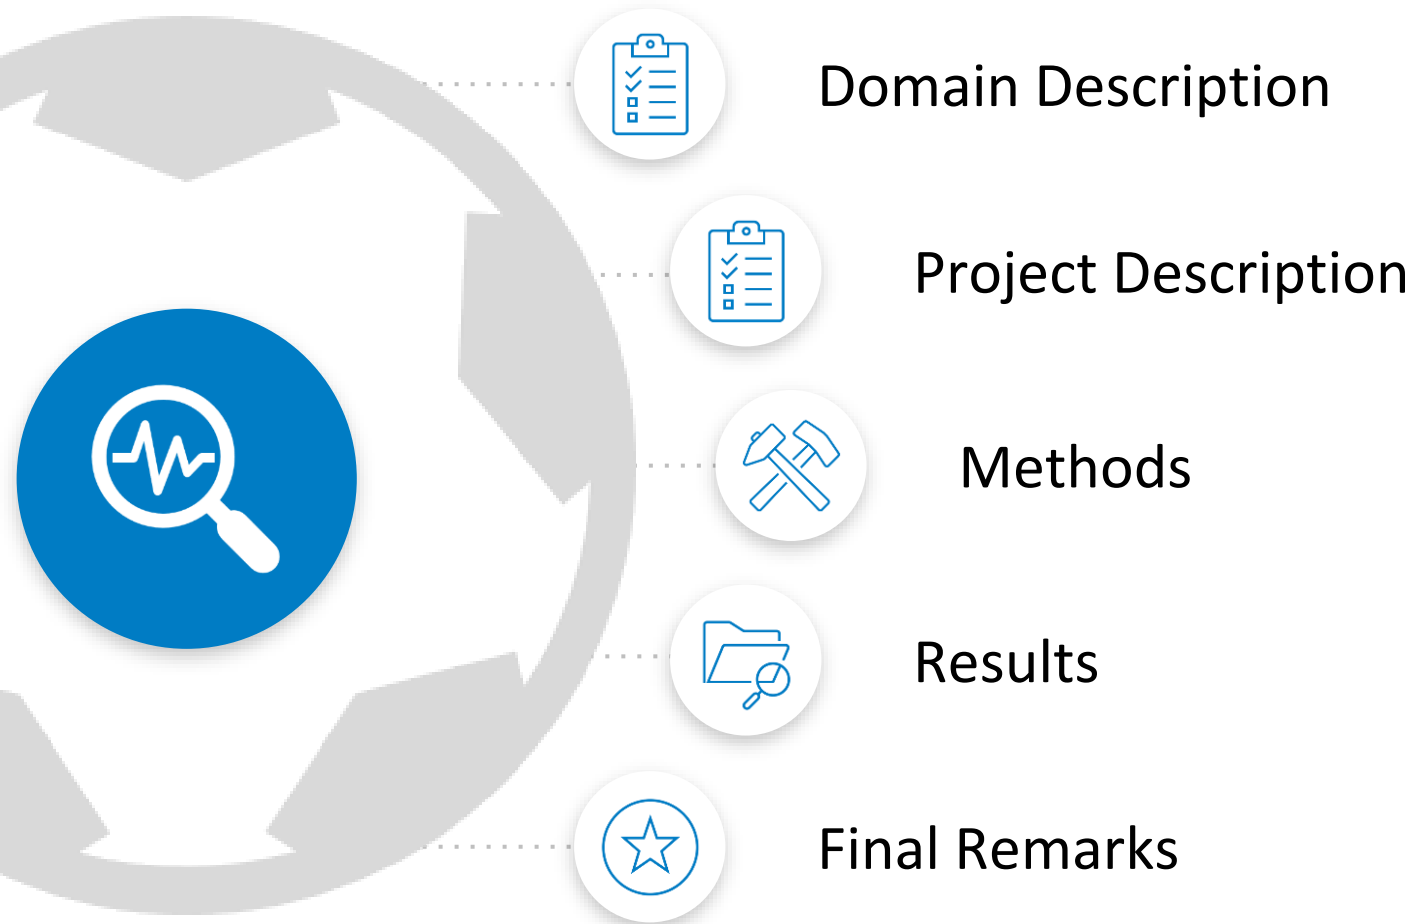 Domain Description
Project Description
Methods
Results
Final Remarks